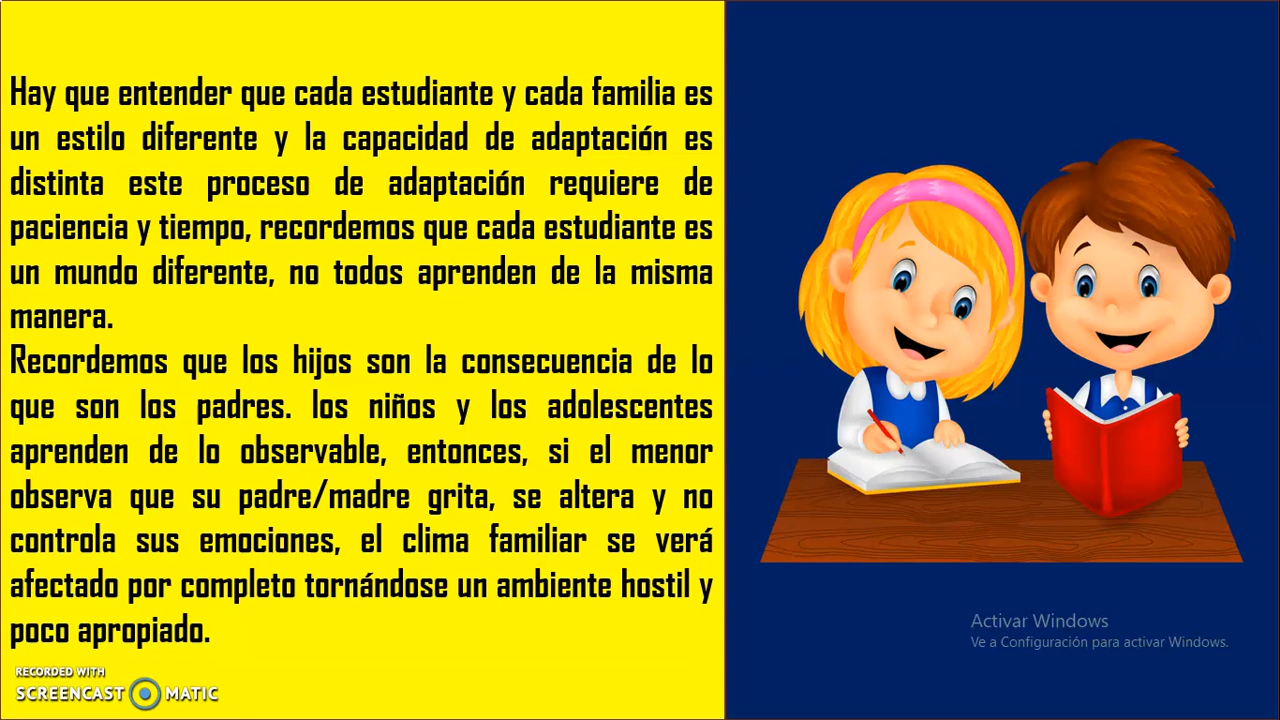 Hay que entender que cada estudiante y cada familia es
un estilo diferente y la capacidad de adaptación es
distinta este proceso de adaptación requiere de
paciencia y tiempo, recordemos que cada estudiante es
un mundo diferente, no todos aprenden de la misma
manera.
Recordemos que los hijos son la consecuencia de lo
que son los padres. los niños y los adolescentes
aprenden de lo observable, entonces, si el menor
observa que su padre/madre grita, se altera y no
controla sus emociones, el clima familiar se verá
afectado por completo tornándose un ambiente hostil y
poco apropiado.
Activar Windows
Ve a Configuración para activar Windows.
RECORDED WITH
SCREENCAST MATIC